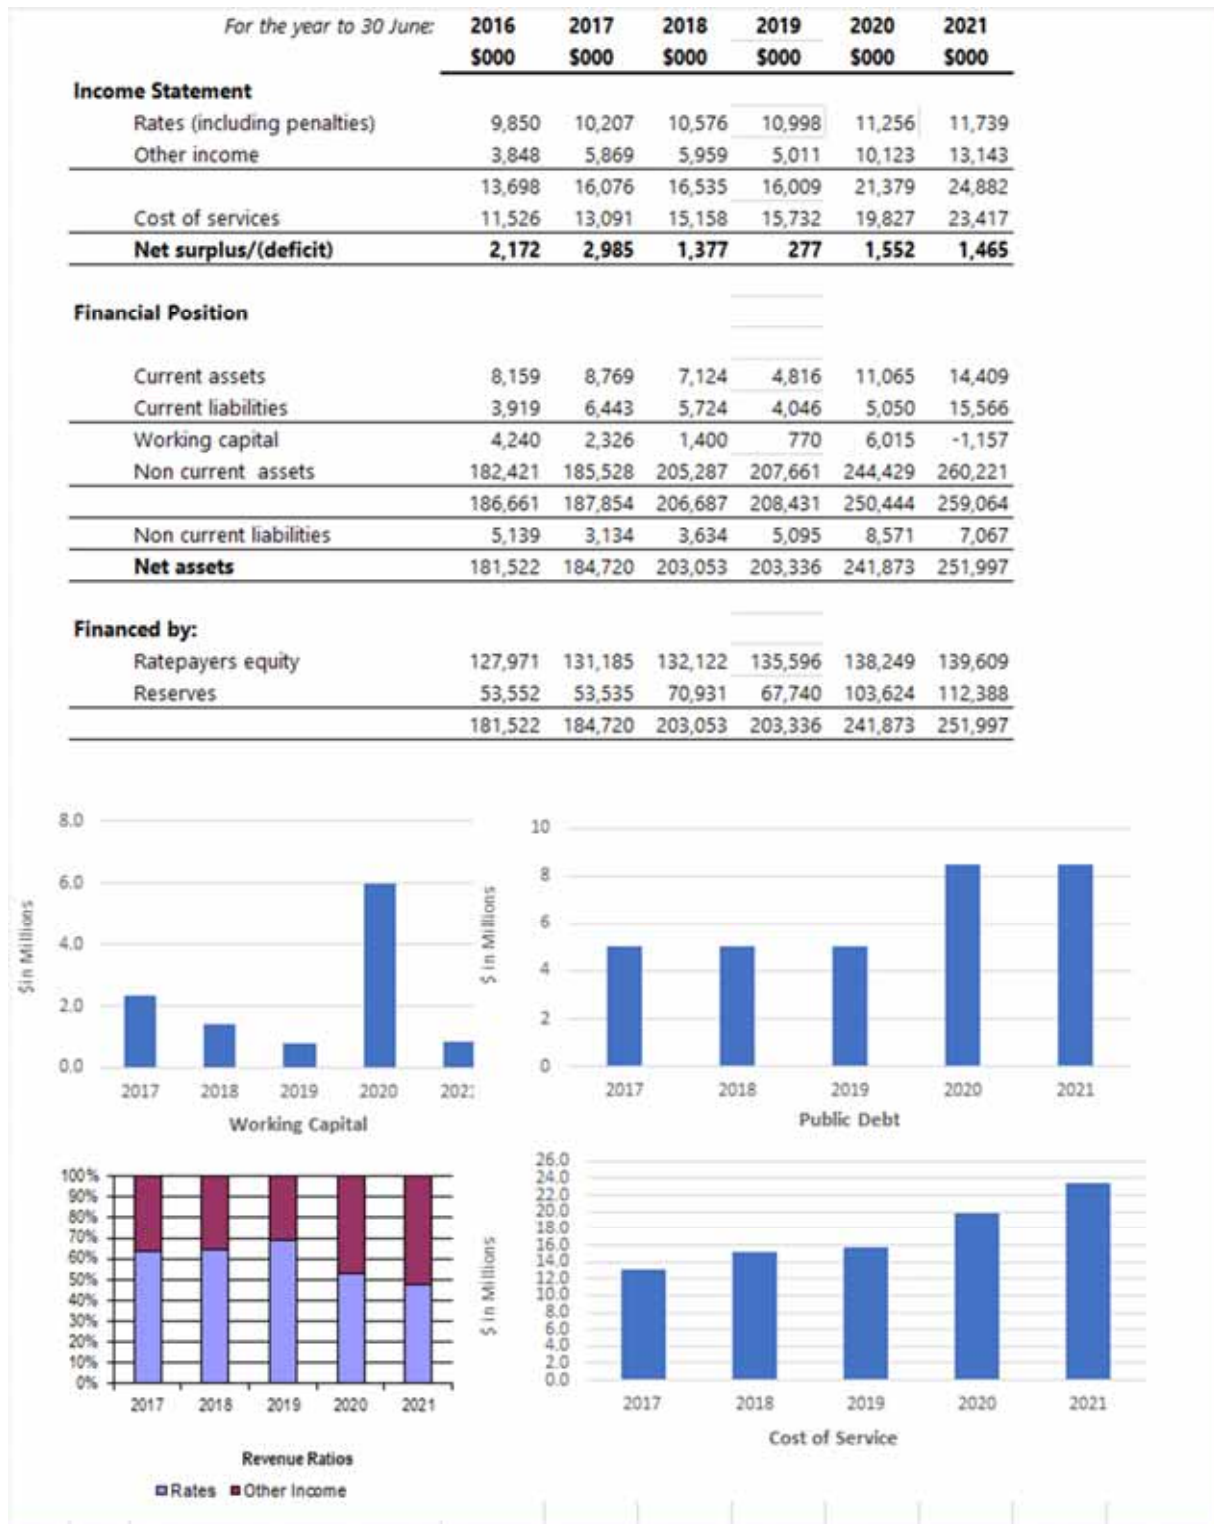 For the year to 30 June: 2016 2017 2018 2019 2020 2021
$000 $000 $000 $000 $000 $000
Income Statement
Rates (including penalties) 9,850 10,207 10,576 10,998 11,256 11,739
Other income 3,848 5,869 5,959 5,011 10,123 13,143
13,698 16,076 16,535 16,009 21,379 24,882
Cost of services 11,526 13,091 15,158 15,732 19,827 23,417
Net surplus/(deficit) 2,172 2,985 1,377 277 1,552 1,465
Financial Position
Current assets 8,159 8,769 7,124 4,816 11,065 14,409
Current liabilities 3,919 6,443 5,724 4,046 5,050 15,566
Working capital 4,240 2,326 1,400 770 6,015 -1,157
Non current assets 182,421 185,528 205,287 207,661 244,429 260,221
186,661 187,854 206,687 208,431 250,444 259,064
Non current liabilities 5,139 3,134 3,634 5,095 8,571 7,067
Net assets 181,522 184,720 203,053 203,336 241,873 251,997
Financed by:
Ratepayers equity 127,971 131,185 132,122 135,596 138,249 139,609
Reserves 53,552 53,535 70,931 67,740 103,624 112,388
181,522 184,720 203,053 203,336 241,873 251,997
$in Millions
8.0
6.0
4.0
2.0
0.0
2017 2018 2019 2020 202
Working Capital
$ in Millions
10
8
6
4
2
0
2017 2018 2019 2020 2021
Public Debt
100%
90%
80%
70%
60%
50%
40%
30%
20%
10%
0%
2017 2018 2019 2020 2021
Revenue Ratios
Rates Other Income
$ in Millions
26.0
24.0
22.0
20.0
18.0
16.0
14.0
12.0
10.0
8.0
6.0
4.0
2.0
0.0
2017 2018 2019 2020 2021
Cost of Service